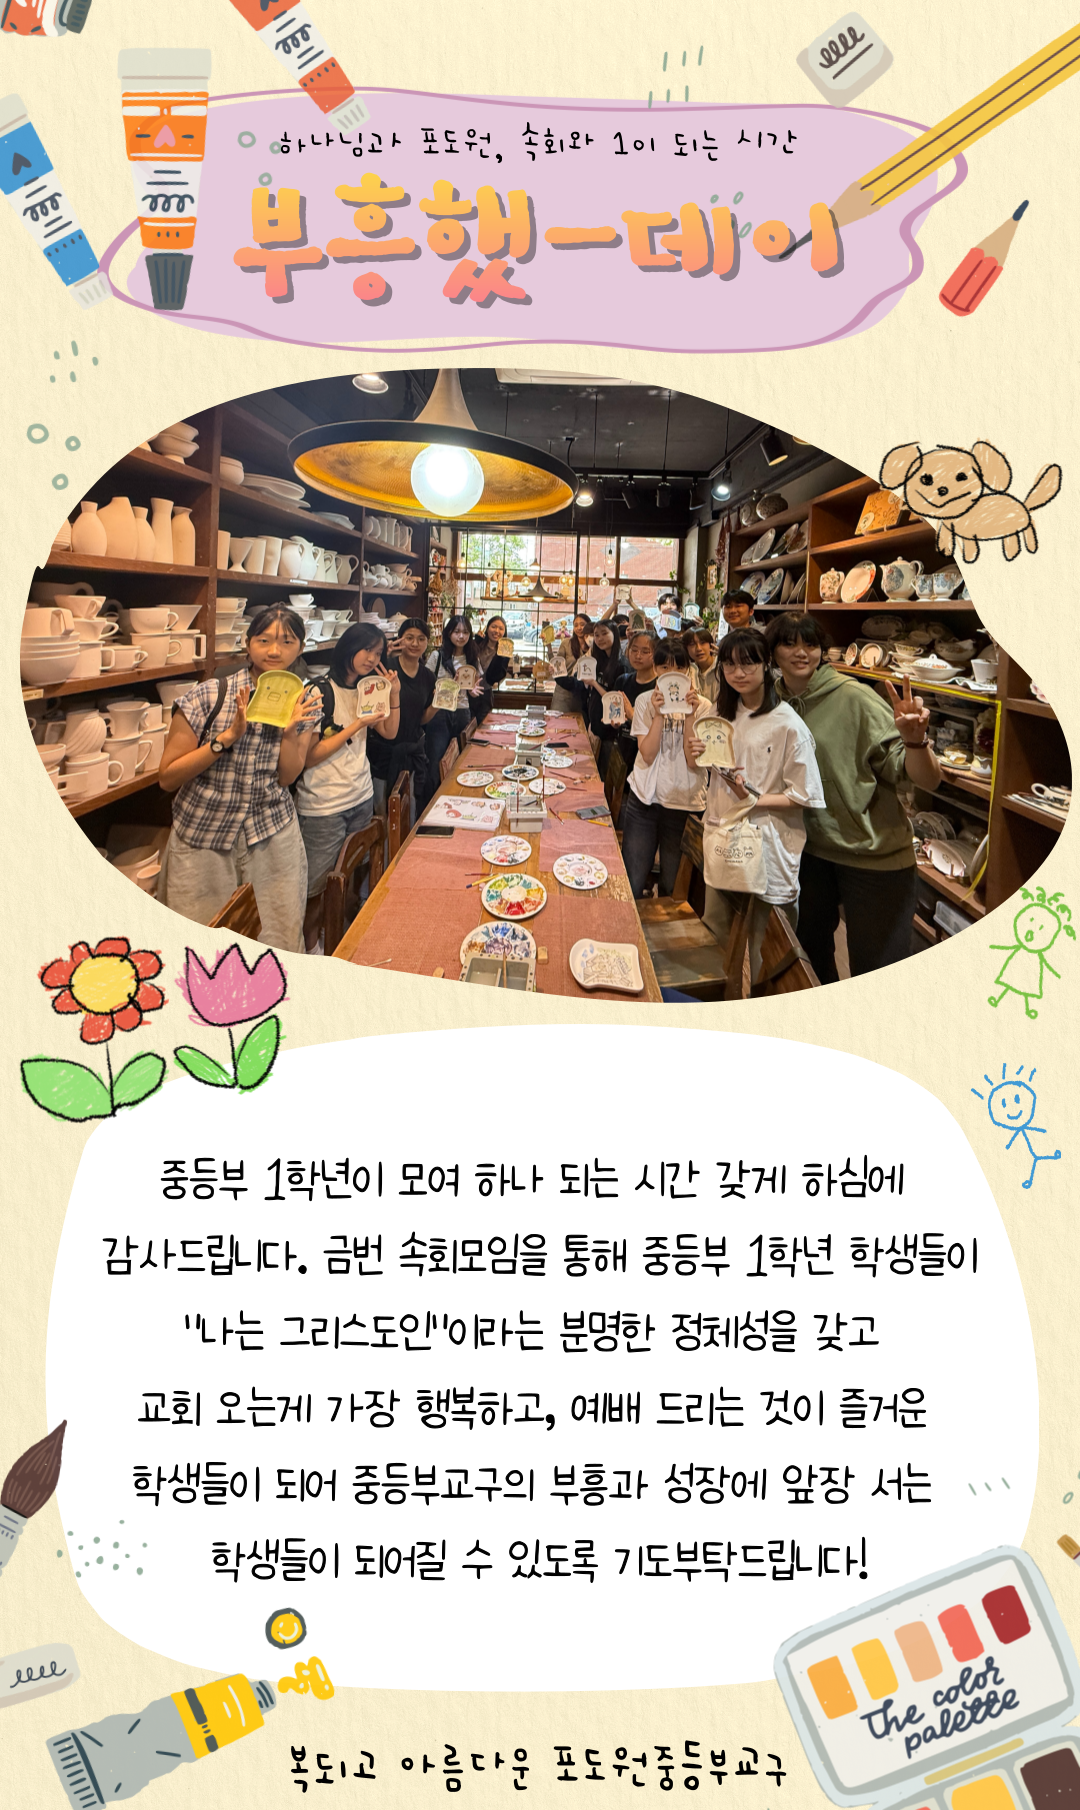 하나님과 포도원, 속회와 1이 되는 시간
부흥했-데이
중등부 1학년이 모여 하나 되는 시간 갖게 하심에
감사드립니다. 금번 속회모임을 통해 중등부 1학년 학생들이
"나는 그리스도인"이라는 분명한 정체성을 갖고
교회 오는게 가장 행복하고, 예배 드리는 것이 즐거운
학생들이 되어 중등부교구의 부흥과 성장에 앞장 서는
학생들이 되어질 수 있도록 기도부탁드립니다!
The color
palette
복되고 아름다운 포도원중등부교구